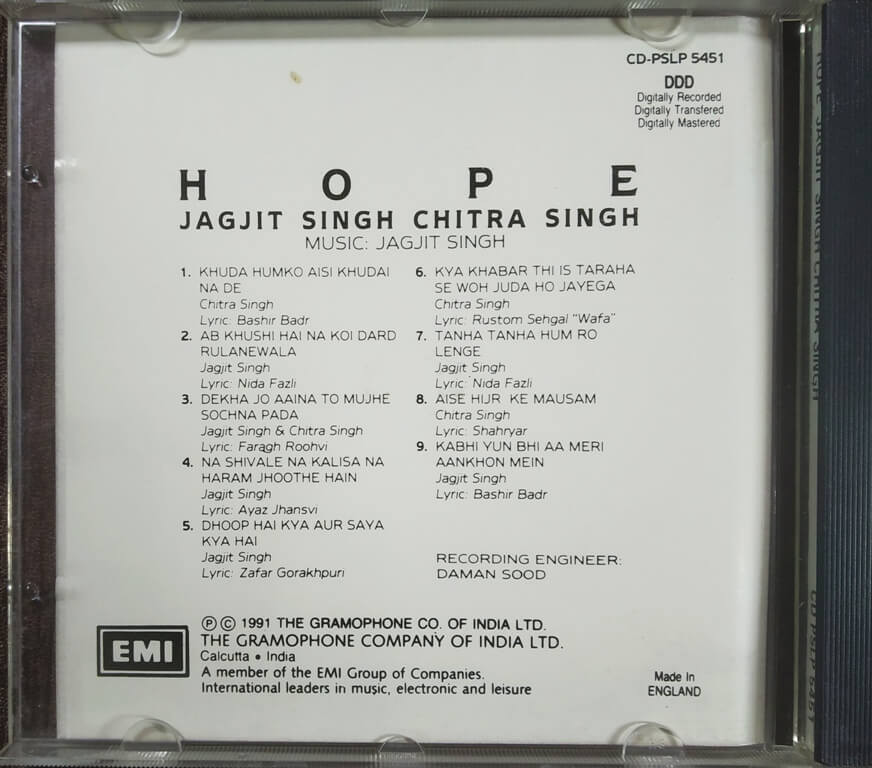 CD-PSLP 5451
DDD
Digitally Recorded
Digitally Transfered
Digitally Mastered
H O P E
JAGJIT SINGH CHITRA SINGH
MUSIC: JAGJIT SINGH
1. KHUDA HUMKO AISI KHUDAI
NA DE
Chitra Singh
Lyric: Bashir Badr
2. AB KHUSHI HAI NA KOI DARD
RULANEWALA
Jagjit Singh
Lyric: Nida Fazli
3. DEKHA JO AAINA TO MUJHE
SOCHNA PADA
Jagjit Singh & Chitra Singh
Lyric: Faragh Roohvi
4. NA SHIVALE NA KALISA NA
HARAM JHOOTHE HAIN
Jagjit Singh
Lyric: Ayaz Jhansvi
5. DHOOP HAI KYA AUR SAYA
KYA HAI
Jagjit Singh
Lyric: Zafar Gorakhpuri
6. KYA KHABAR THI IS TARAHA
SE WOH JUDA HO JAYEGA
Chitra Singh
Lyric: Rustom Sehgal "Wafa"
7. TANHA TANHA HUM RO
LENGE
Jagjit Singh
Lyric: Nida Fazli
8. AISE HIJR KE MAUSAM
Chitra Singh
Lyric: Shahryar
9. KABHI YUN BHI AA MERI
AANKHON MEIN
Jagjit Singh
Lyric: Bashir Badr
RECORDING ENGINEER:
DAMAN SOOD
EMI
Ⓟ © 1991 THE GRAMOPHONE CO. OF INDIA LTD.
THE GRAMOPHONE COMPANY OF INDIA LTD.
Calcutta • India
A member of the EMI Group of Companies.
International leaders in music, electronic and leisure
Made In
ENGLAND
HOPE JAGJIT SINGH CHITRA SINGH
CD-PSLP 5451